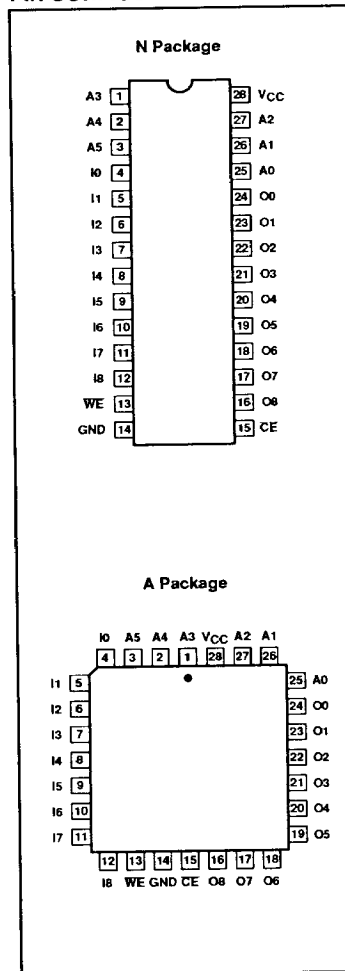 N Package
A3 1 28 VCC
A4 2 27 A2
A5 3 26 A1
I0 4 25 A0
I1 5 24 O0
I2 6 23 O1
I3 7 22 O2
I4 8 21 O3
I5 9 20 O4
I6 10 19 O5
I7 11 18 O6
I8 12 17 O7
W̅E̅ 13 16 O8
GND 14 15 C̅E̅
A Package
I0 A5 A4 A3 VCC A2 A1
4 3 2 1 28 27 26
I1 5 25 A0
I2 6 24 O0
I3 7 23 O1
I4 8 22 O2
I5 9 21 O3
I6 10 20 O4
I7 11 19 O5
12 13 14 15 16 17 18
I8 W̅E̅ GND C̅E̅ O8 O7 O6